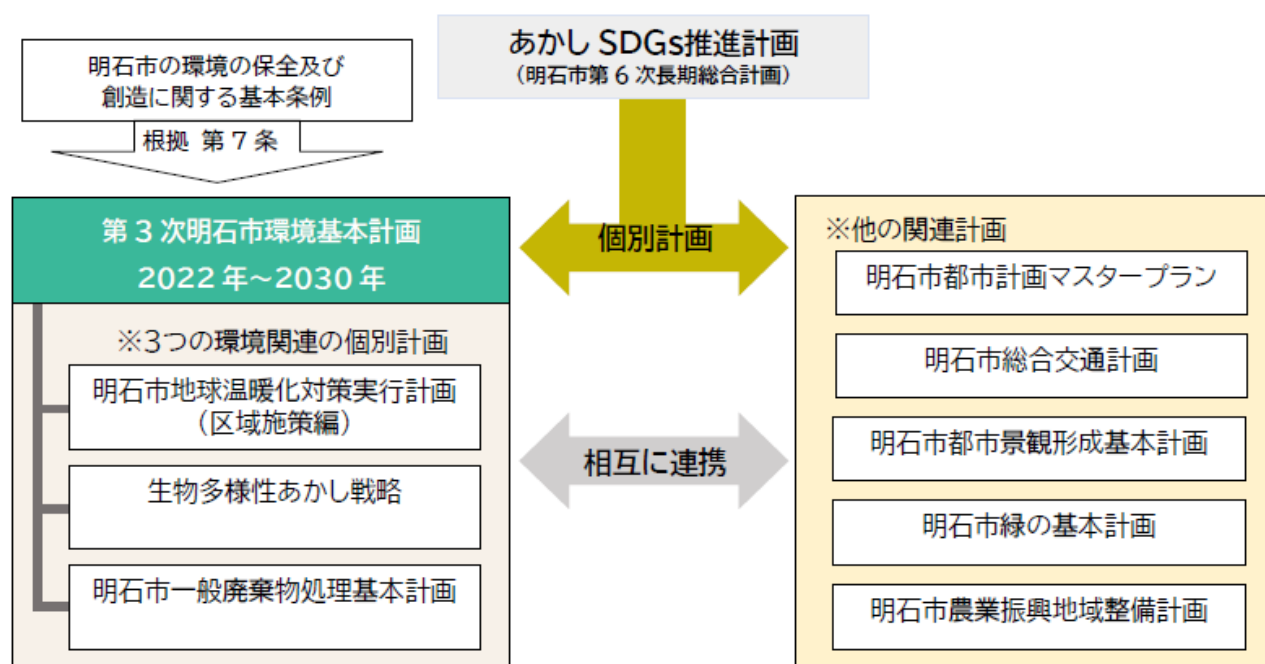 あかし SDGs推進計画
（明石市第6次長期総合計画）
明石市の環境の保全及び
創造に関する基本条例
根拠 第7条
第3次明石市環境基本計画
2022年～2030年
※3つの環境関連の個別計画
明石市地球温暖化対策実行計画
（区域施策編）
生物多様性あかし戦略
明石市一般廃棄物処理基本計画
個別計画
相互に連携
※他の関連計画
明石市都市計画マスタープラン
明石市総合交通計画
明石市都市景観形成基本計画
明石市緑の基本計画
明石市農業振興地域整備計画